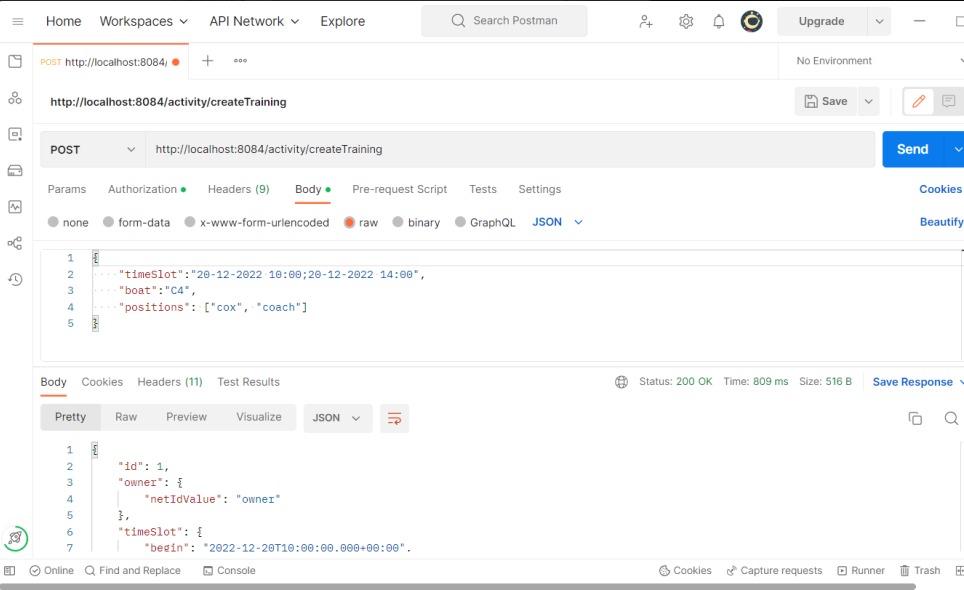 Home Workspaces API Network Explore Search Postman Upgrade
POST http://localhost:8084/ No Environment
http://localhost:8084/activity/createTraining Save
POST http://localhost:8084/activity/createTraining Send
Params Authorization Headers (9) Body Pre-request Script Tests Settings Cookies
none form-data x-www-form-urlencoded raw binary GraphQL JSON Beautify
1 {
2 "timeSlot":"20-12-2022 10:00;20-12-2022 14:00",
3 "boat":"C4",
4 "positions": ["cox", "coach"]
5 }
Body Cookies Headers (11) Test Results Status: 200 OK Time: 809 ms Size: 516 B Save Response
Pretty Raw Preview Visualize JSON
1 {
2 "id": 1,
3 "owner": {
4 "netIdValue": "owner"
5 },
6 "timeSlot": {
7 "begin": "2022-12-20T10:00:00.000+00:00",
Online Find and Replace Console Cookies Capture requests Runner Trash